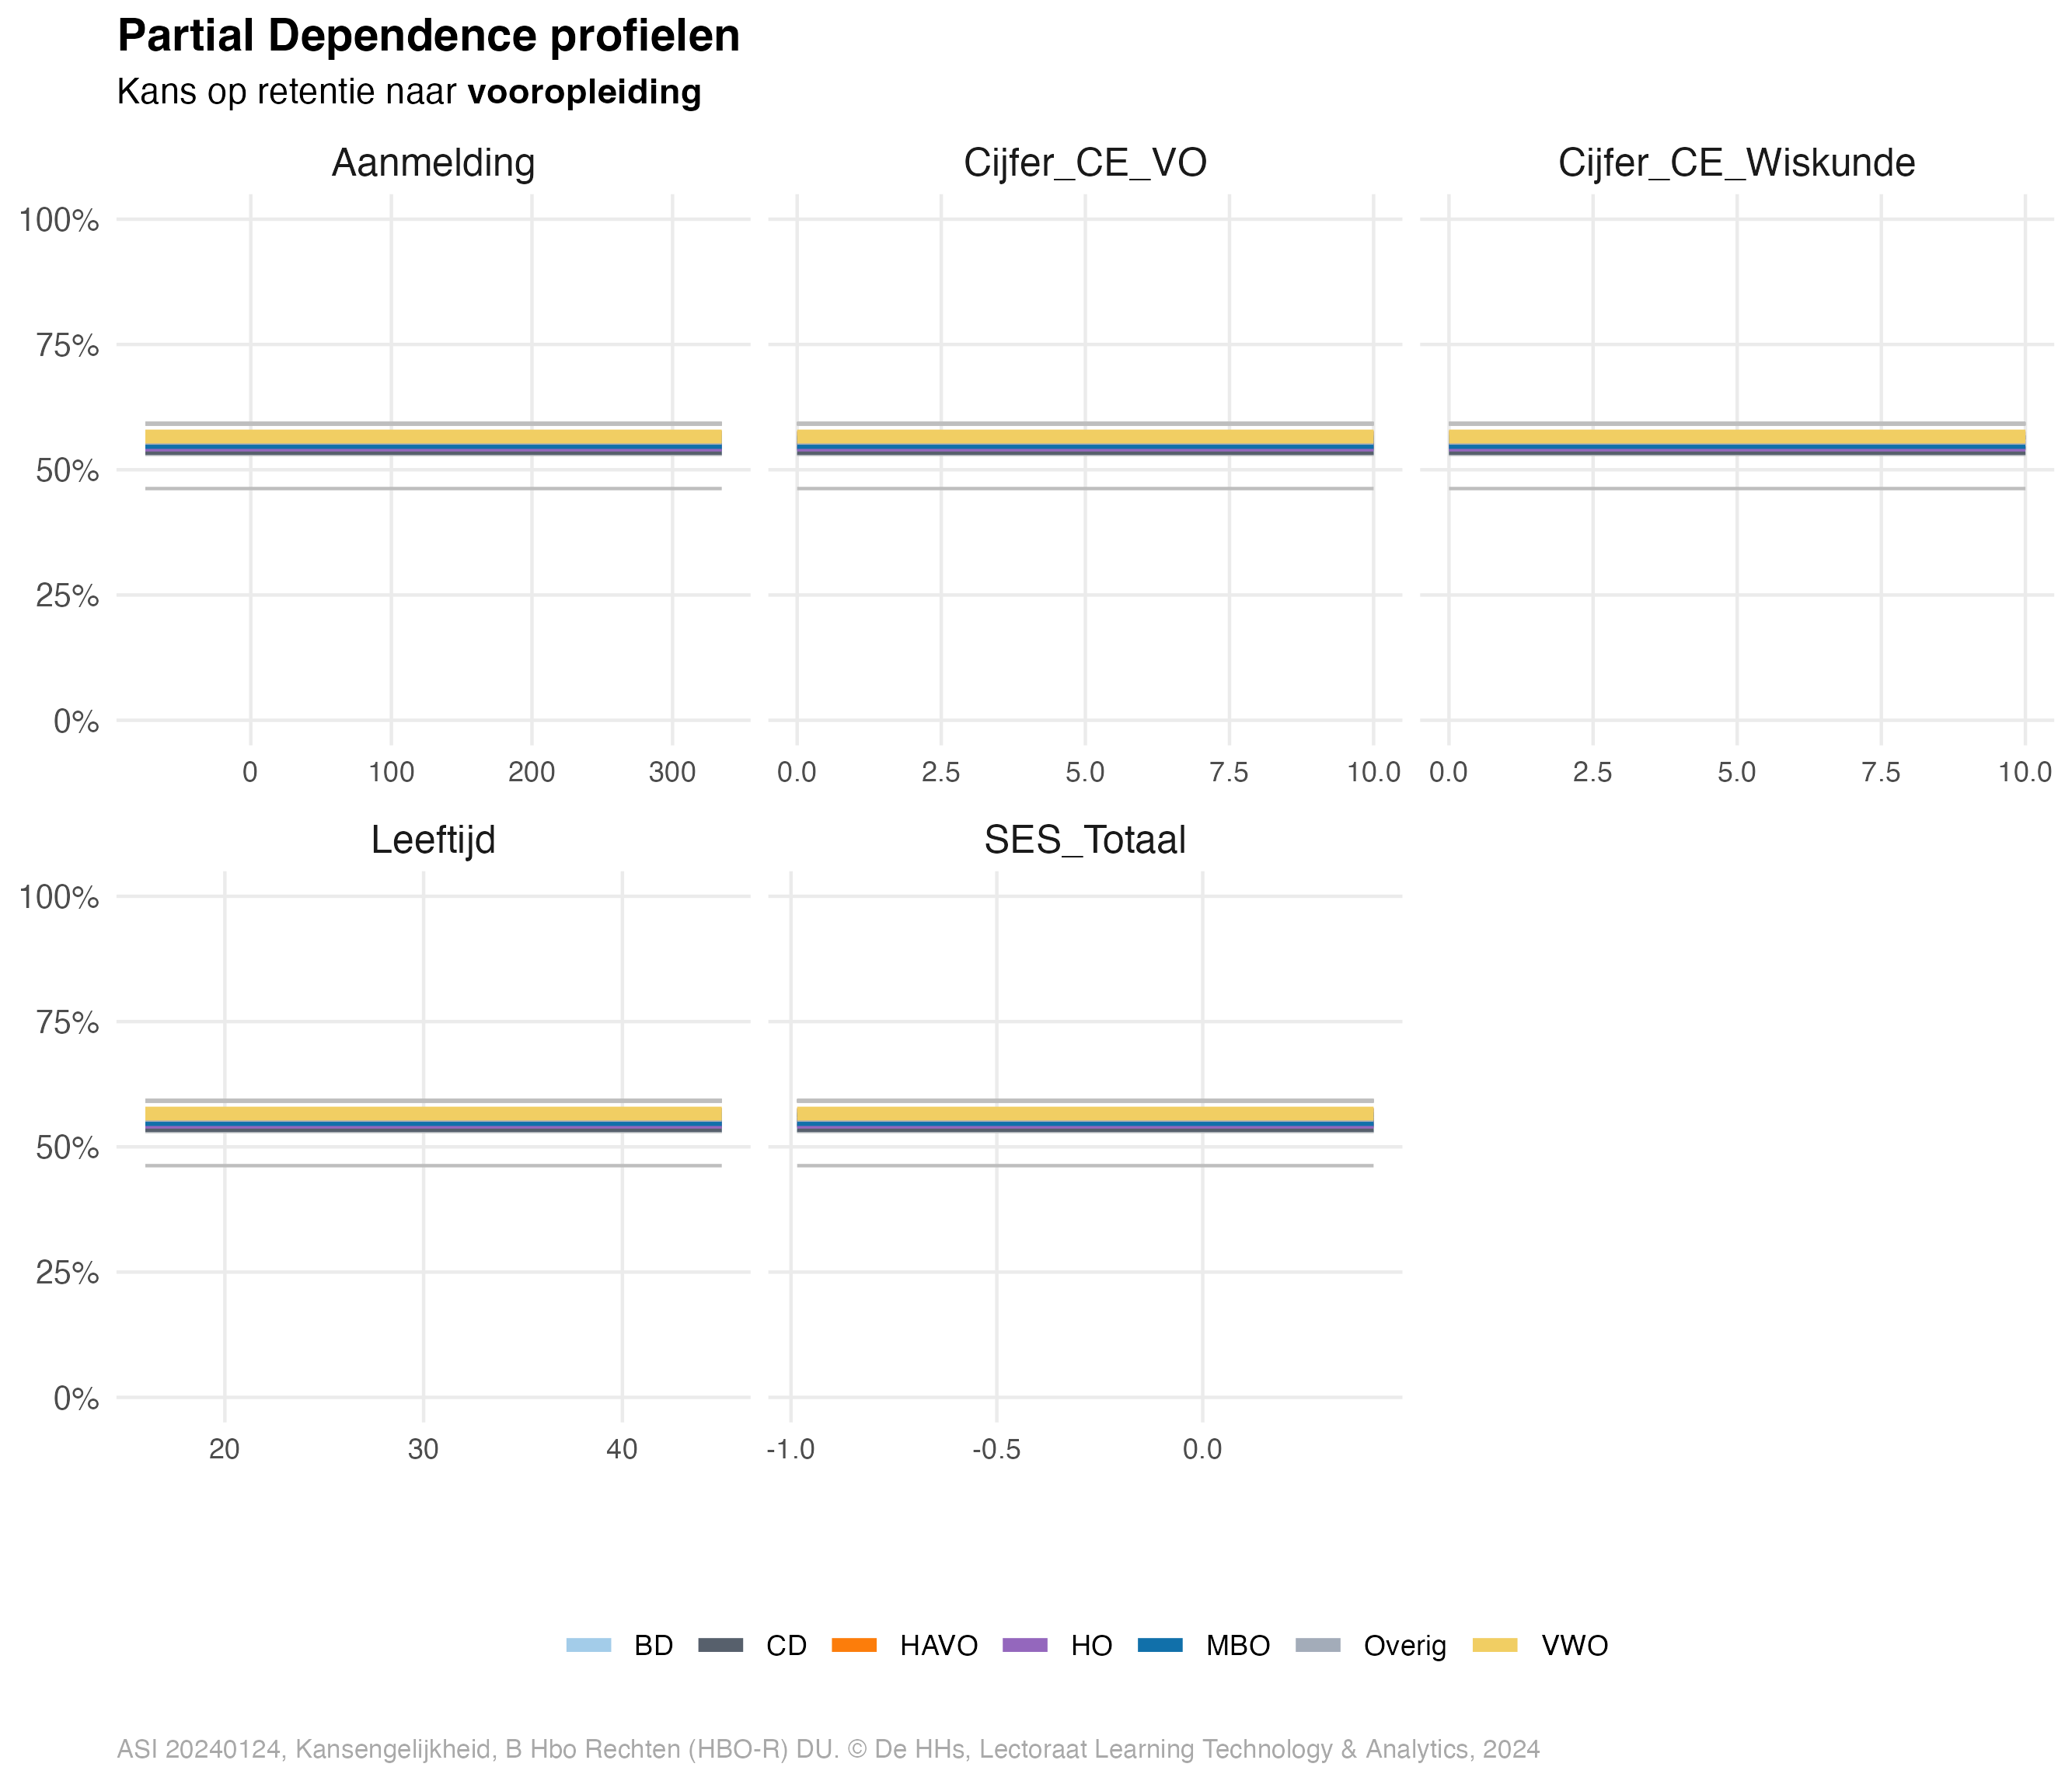 Partial Dependence profielen
Kans op retentie naar vooropleiding
Aanmelding Cijfer_CE_VO Cijfer_CE_Wiskunde
100%
75%
50%
25%
0%
0 100 200 300 0.0 2.5 5.0 7.5 10.0 0.0 2.5 5.0 7.5 10.0
Leeftijd SES_Totaal
100%
75%
50%
25%
0%
20 30 40 -1.0 -0.5 0.0
BD CD HAVO HO MBO Overig VWO
ASI 20240124, Kansengelijkheid, B Hbo Rechten (HBO-R) DU. © De HHs, Lectoraat Learning Technology & Analytics, 2024